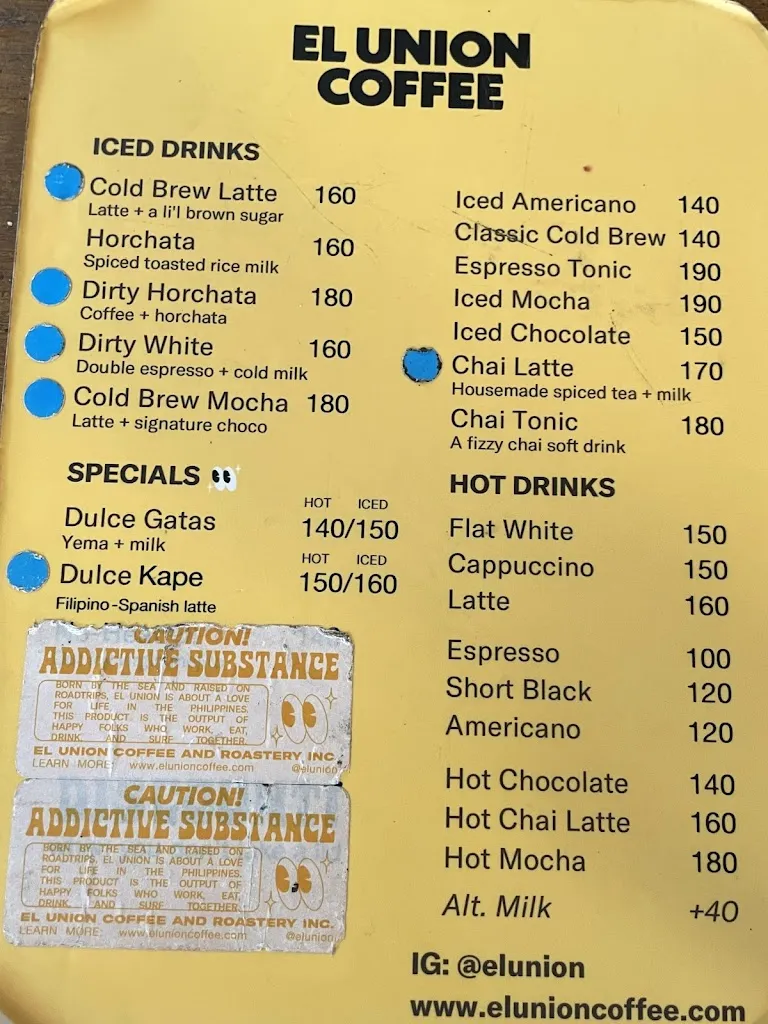 EL UNION
COFFEE
ICED DRINKS
Cold Brew Latte 160
Latte + a li'l brown sugar
Horchata 160
Spiced toasted rice milk
Dirty Horchata 180
Coffee + horchata
Dirty White 160
Double espresso + cold milk
Cold Brew Mocha 180
Latte + signature choco
Iced Americano 140
Classic Cold Brew 140
Espresso Tonic 190
Iced Mocha 190
Iced Chocolate 150
Chai Latte 170
Housemade spiced tea + milk
Chai Tonic 180
A fizzy chai soft drink
SPECIALS
HOT ICED
Dulce Gatas 140/150
Yema + milk
HOT ICED
Dulce Kape 150/160
Filipino-Spanish latte
CAUTION!
ADDICTIVE SUBSTANCE
BORN BY THE SEA AND RAISED ON
ROADTRIPS, EL UNION IS ABOUT A LOVE
FOR LIFE IN THE PHILIPPINES.
THIS PRODUCT IS THE OUTPUT OF
HAPPY FOLKS WHO WORK, EAT,
DRINK AND SURF TOGETHER.
EL UNION COFFEE AND ROASTERY INC.
LEARN MORE: www.elunioncoffee.com @elunion
CAUTION!
ADDICTIVE SUBSTANCE
BORN BY THE SEA AND RAISED ON
ROADTRIPS, EL UNION IS ABOUT A LOVE
FOR LIFE IN THE PHILIPPINES.
THIS PRODUCT IS THE OUTPUT OF
HAPPY FOLKS WHO WORK, EAT,
DRINK AND SURF TOGETHER.
EL UNION COFFEE AND ROASTERY INC.
LEARN MORE: www.elunioncoffee.com @elunion
HOT DRINKS
Flat White 150
Cappuccino 150
Latte 160
Espresso 100
Short Black 120
Americano 120
Hot Chocolate 140
Hot Chai Latte 160
Hot Mocha 180
Alt. Milk +40
IG: @elunion
www.elunioncoffee.com